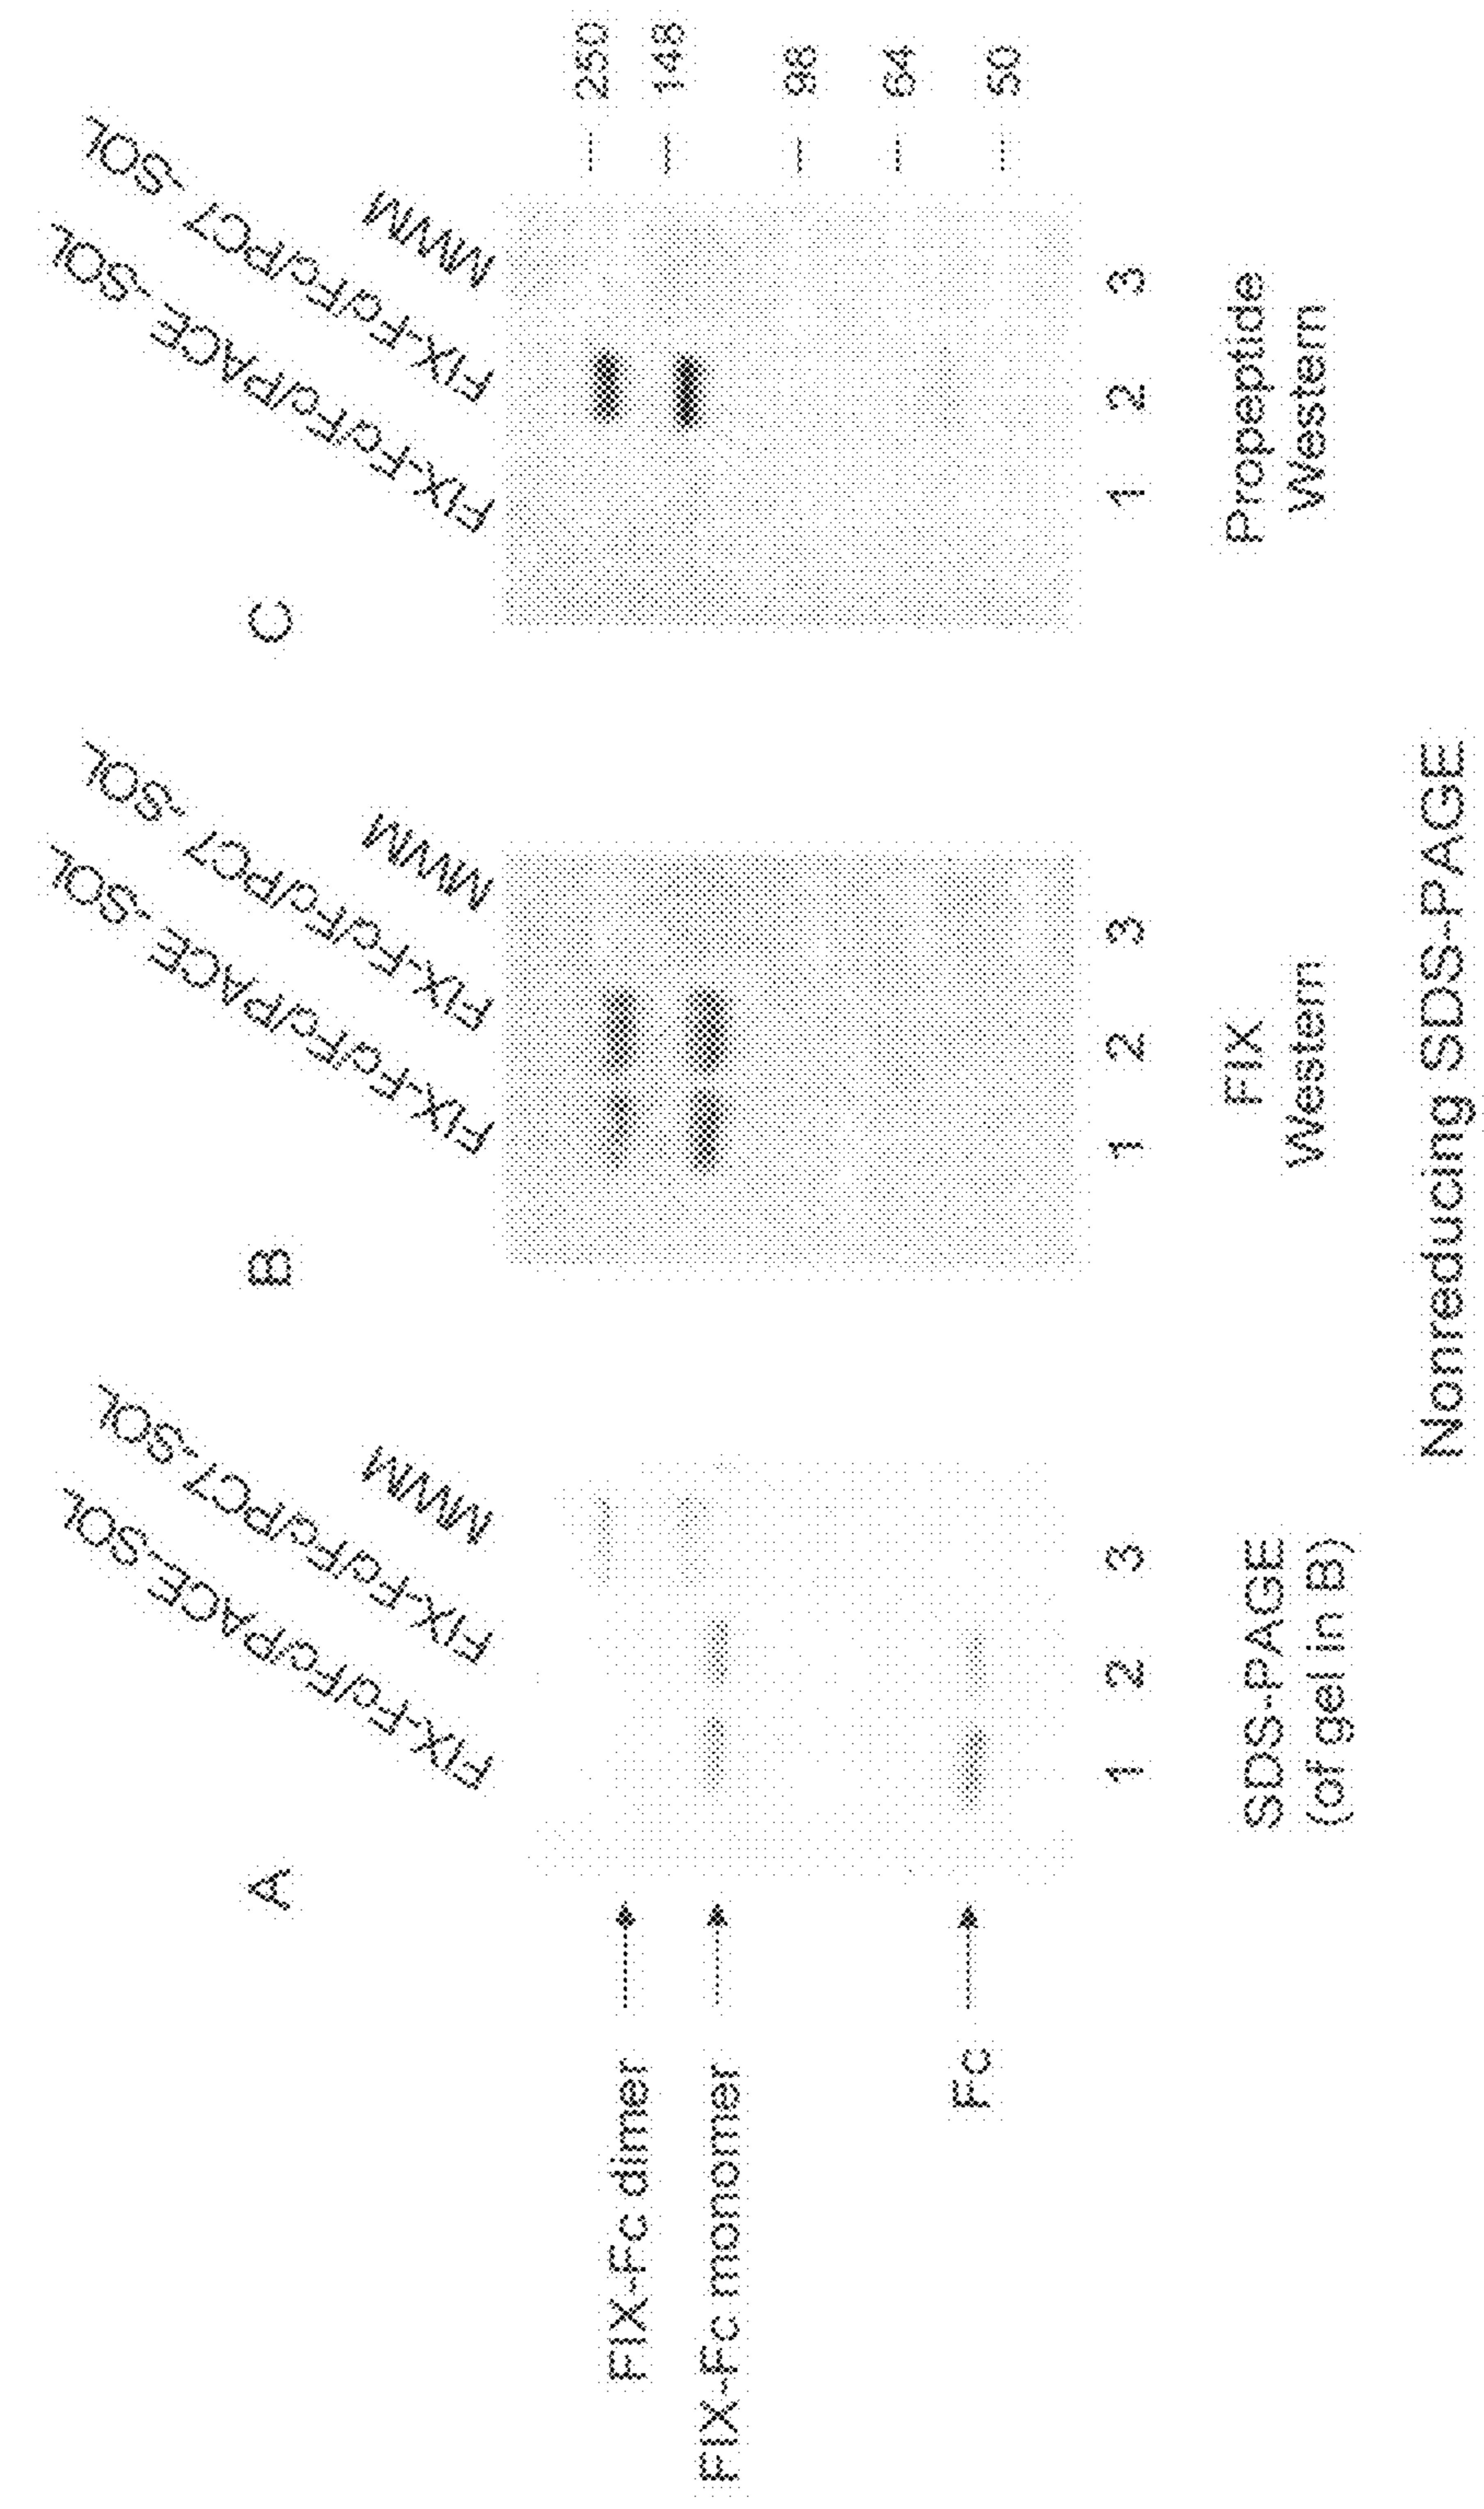 A
FIX-Fc/Fc/PACE-SOL
FIX-Fc/Fc/PC7-SOL
MWM
FIX-Fc dimer
FIX-Fc monomer
Fc
1 2 3
SDS-PAGE
(of gel in B)
B
FIX-Fc/Fc/PACE -SOL
FIX-Fc/Fc/PC7 -SOL
MWM
1 2 3
FIX
Western
C
FIX-Fc/Fc/PACE -SOL
FIX-Fc/Fc/PC7 -SOL
MWM
250
148
98
64
50
1 2 3
Propeptide
Western
Nonreducing SDS-PAGE